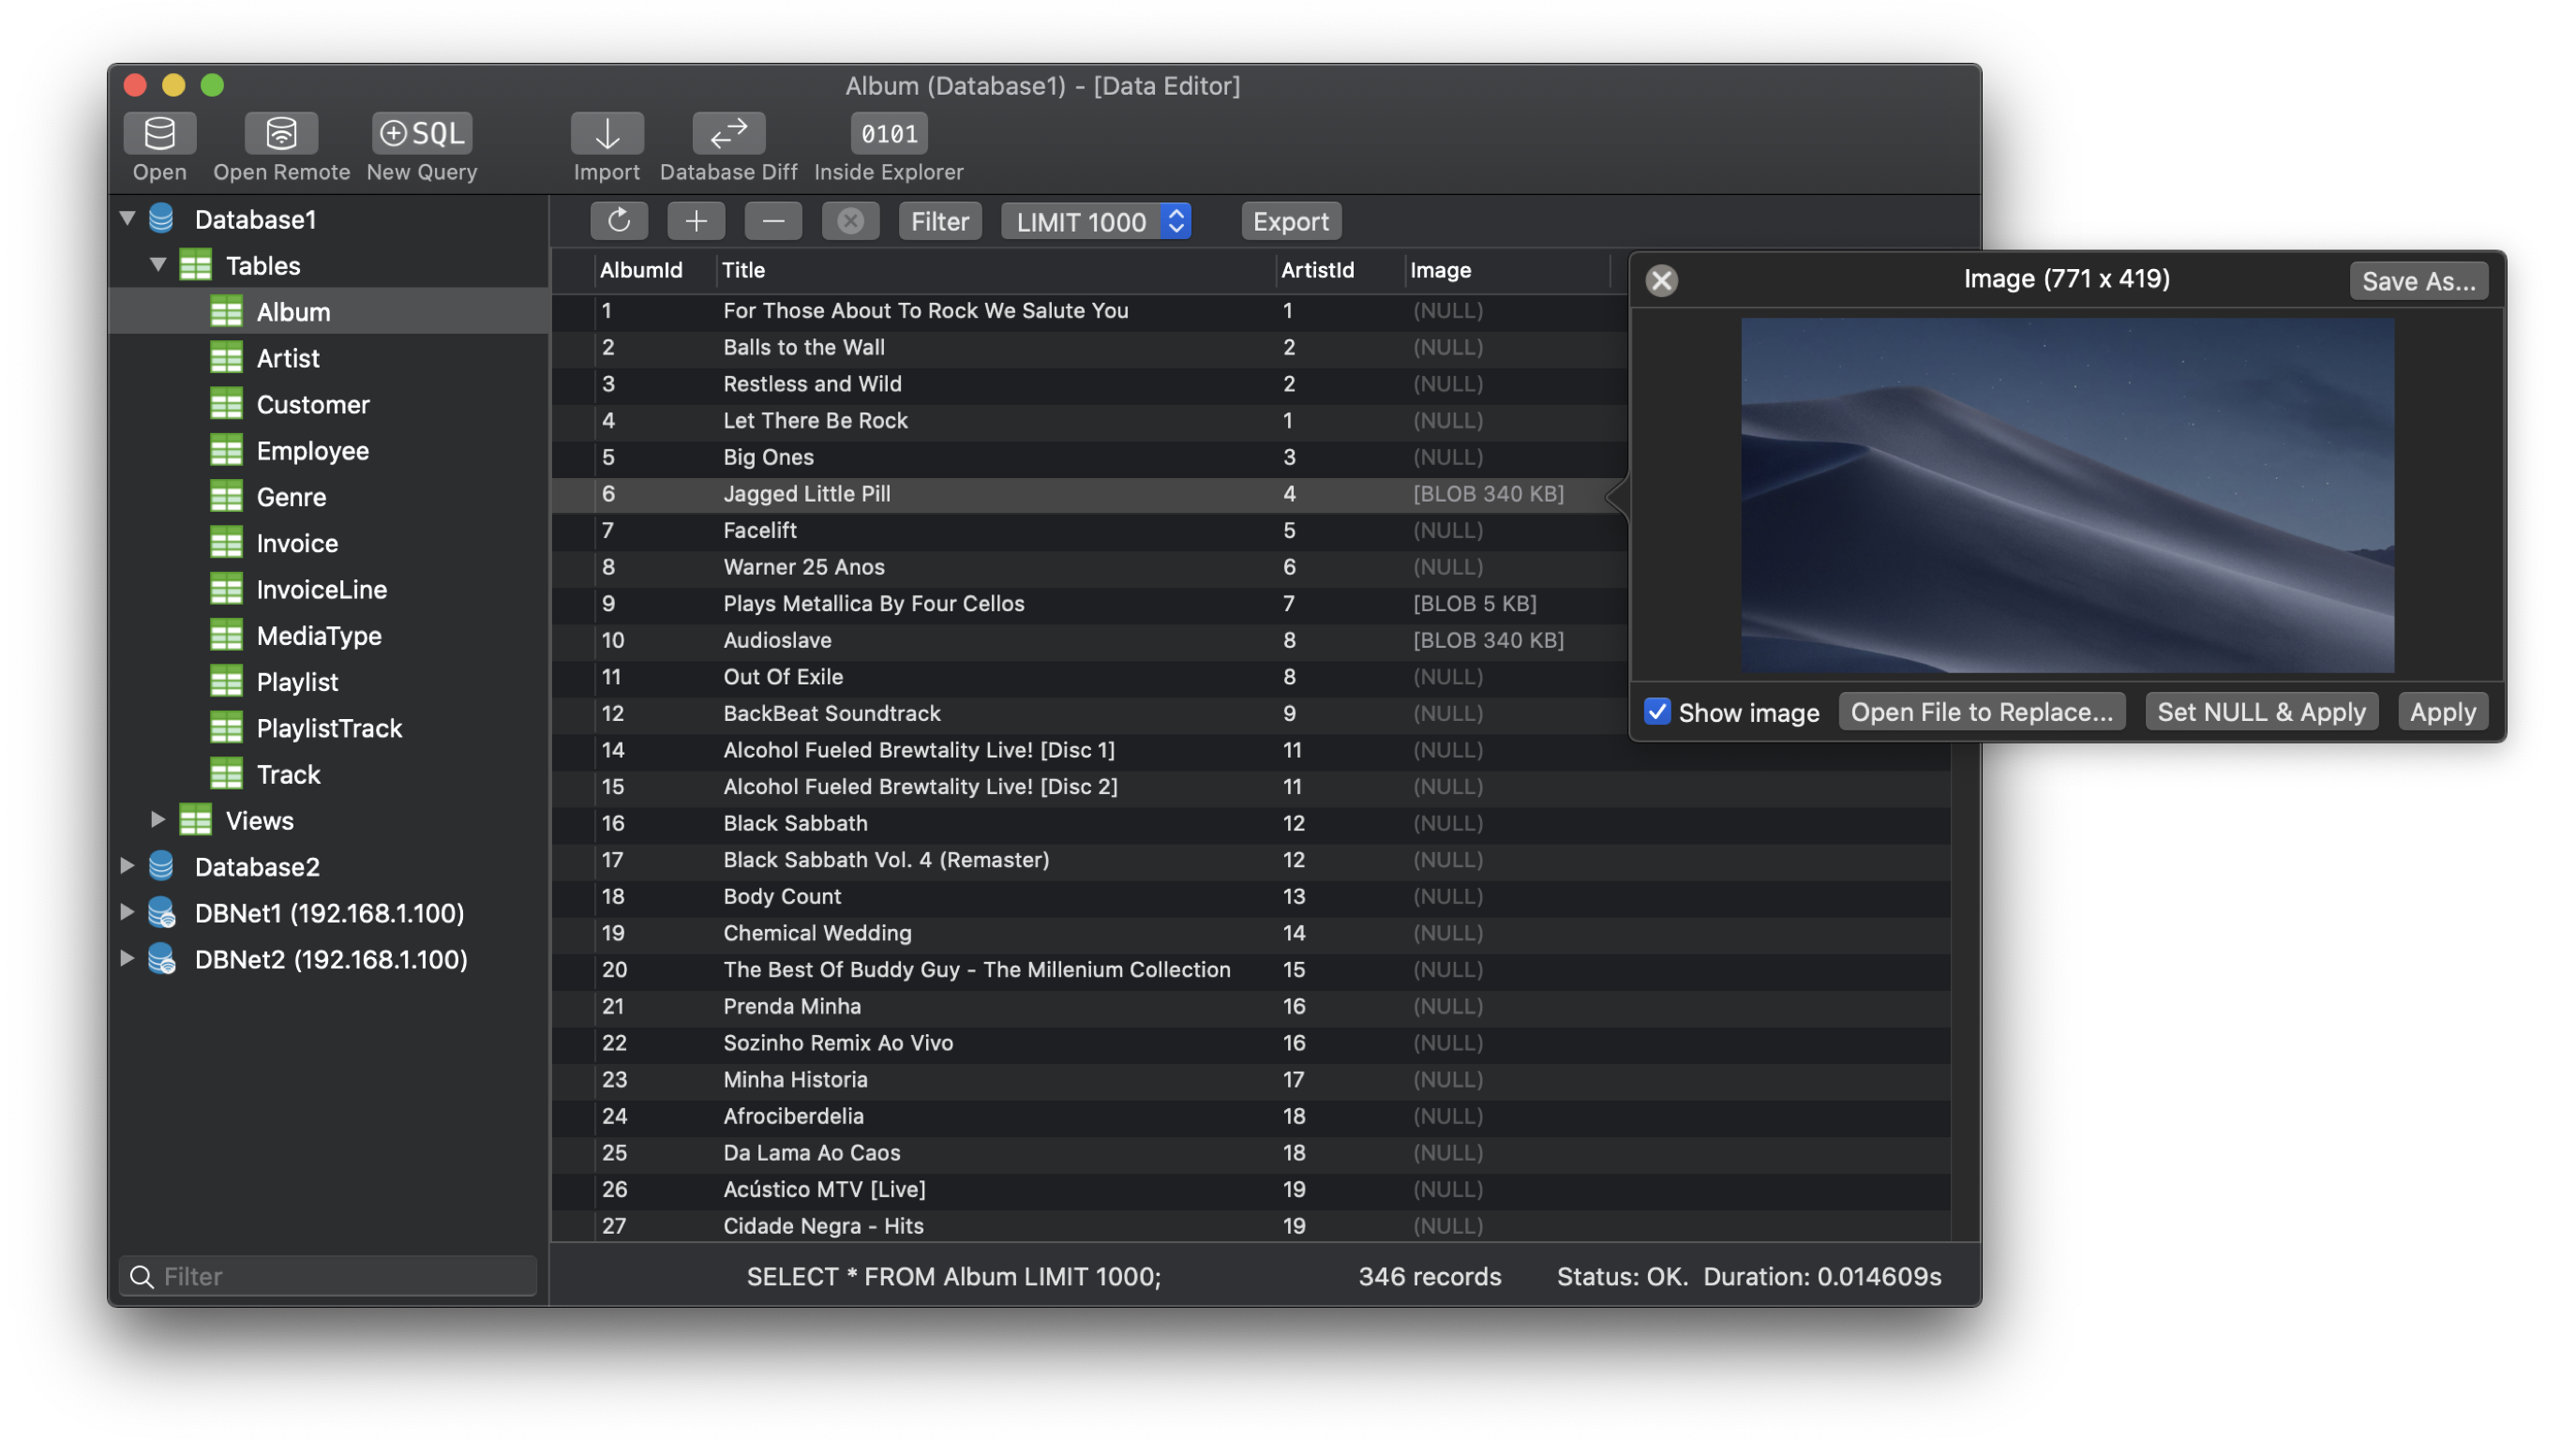 Album (Database1) - [Data Editor]
SQL 0101
Open Open Remote New Query Import Database Diff Inside Explorer
Database1
Tables
Album
Artist
Customer
Employee
Genre
Invoice
InvoiceLine
MediaType
Playlist
PlaylistTrack
Track
Views
Database2
DBNet1 (192.168.1.100)
DBNet2 (192.168.1.100)
Filter
Filter LIMIT 1000 Export
AlbumId Title ArtistId Image
1 For Those About To Rock We Salute You 1 (NULL)
2 Balls to the Wall 2 (NULL)
3 Restless and Wild 2 (NULL)
4 Let There Be Rock 1 (NULL)
5 Big Ones 3 (NULL)
6 Jagged Little Pill 4 [BLOB 340 KB]
7 Facelift 5 (NULL)
8 Warner 25 Anos 6 (NULL)
9 Plays Metallica By Four Cellos 7 [BLOB 5 KB]
10 Audioslave 8 [BLOB 340 KB]
11 Out Of Exile 8 (NULL)
12 BackBeat Soundtrack 9 (NULL)
14 Alcohol Fueled Brewtality Live! [Disc 1] 11 (NULL)
15 Alcohol Fueled Brewtality Live! [Disc 2] 11 (NULL)
16 Black Sabbath 12 (NULL)
17 Black Sabbath Vol. 4 (Remaster) 12 (NULL)
18 Body Count 13 (NULL)
19 Chemical Wedding 14 (NULL)
20 The Best Of Buddy Guy - The Millenium Collection 15 (NULL)
21 Prenda Minha 16 (NULL)
22 Sozinho Remix Ao Vivo 16 (NULL)
23 Minha Historia 17 (NULL)
24 Afrociberdelia 18 (NULL)
25 Da Lama Ao Caos 18 (NULL)
26 Acústico MTV [Live] 19 (NULL)
27 Cidade Negra - Hits 19 (NULL)
SELECT * FROM Album LIMIT 1000; 346 records Status: OK. Duration: 0.014609s
Image (771 x 419) Save As...
Show image Open File to Replace... Set NULL & Apply Apply